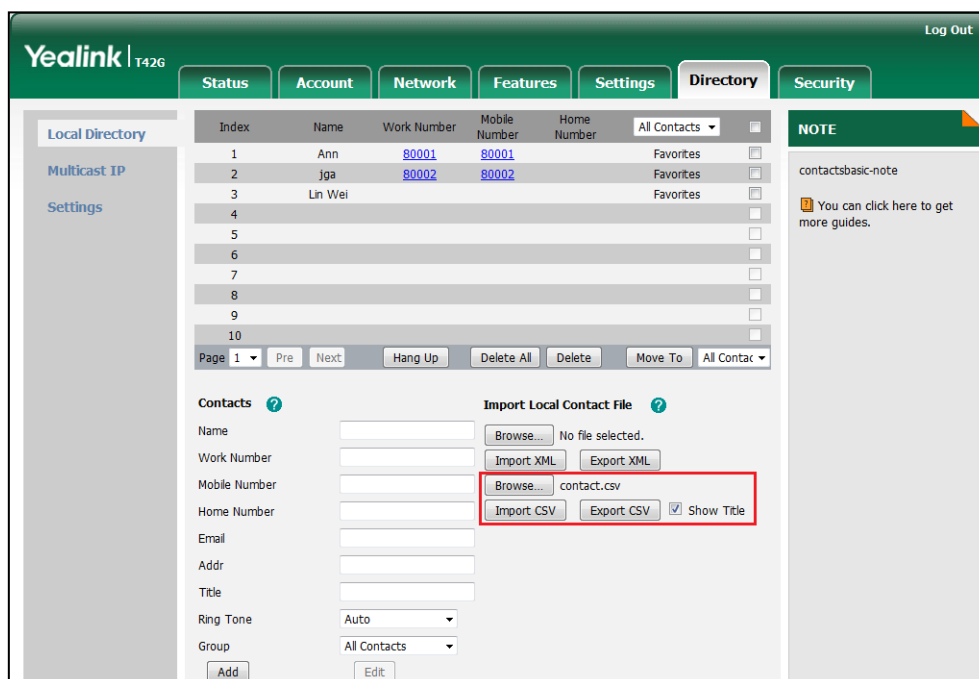 Log Out
Yealink T42G
Status Account Network Features Settings Directory Security
Local Directory
Multicast IP
Settings
Index Name Work Number Mobile Number Home Number All Contacts
1 Ann 80001 80001 Favorites
2 jga 80002 80002 Favorites
3 Lin Wei Favorites
4
5
6
7
8
9
10
Page 1 Pre Next Hang Up Delete All Delete Move To All Contac
Contacts ?
Name
Work Number
Mobile Number
Home Number
Email
Addr
Title
Ring Tone Auto
Group All Contacts
Add Edit
Import Local Contact File ?
Browse... No file selected.
Import XML Export XML
Browse... contact.csv
Import CSV Export CSV Show Title
NOTE
contactsbasic-note
? You can click here to get
more guides.